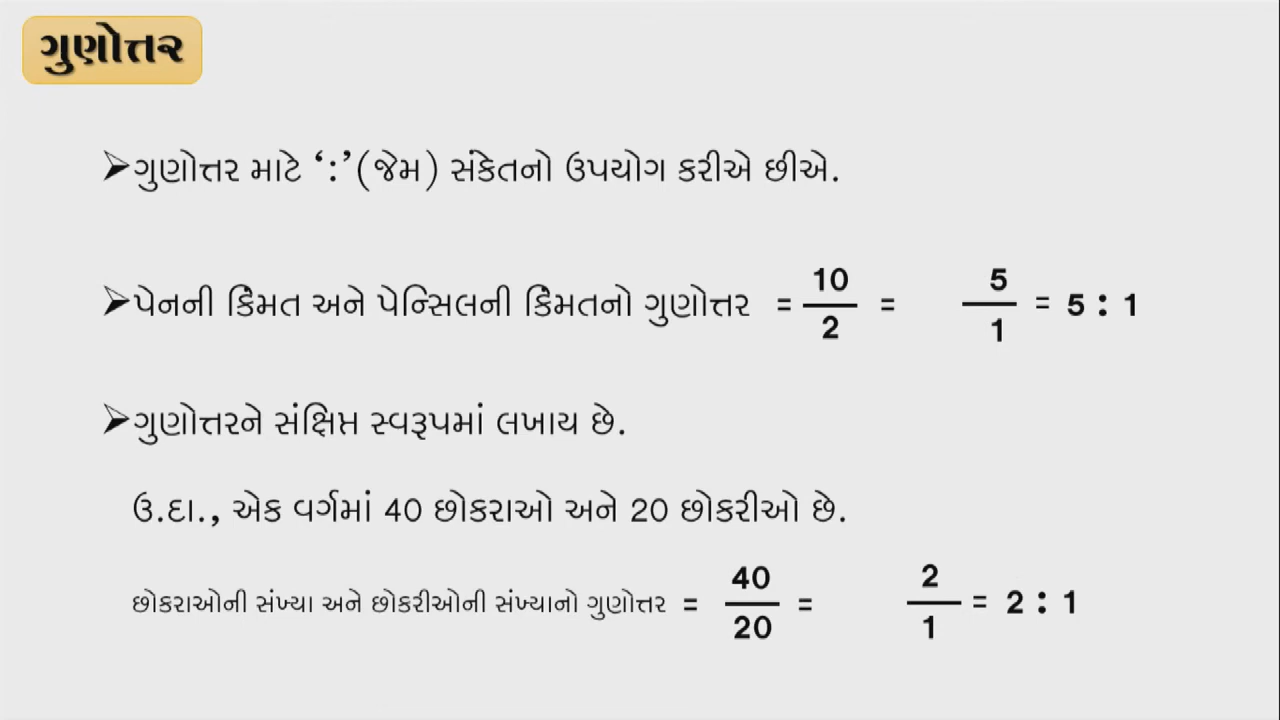 ગુણોત્તર
➢ગુણોત્તર માટે ‘:’(જેમ) સંકેતનો ઉપયોગ કરીએ છીએ.
➢પેનની કિંમત અને પેન્સિલની કિંમતનો ગુણોત્તર = 10/2 = 5/1 = 5 : 1
➢ગુણોત્તરને સંક્ષિપ્ત સ્વરૂપમાં લખાય છે.
ઉ.દા., એક વર્ગમાં 40 છોકરાઓ અને 20 છોકરીઓ છે.
છોકરાઓની સંખ્યા અને છોકરીઓની સંખ્યાનો ગુણોત્તર = 40/20 = 2/1 = 2 : 1